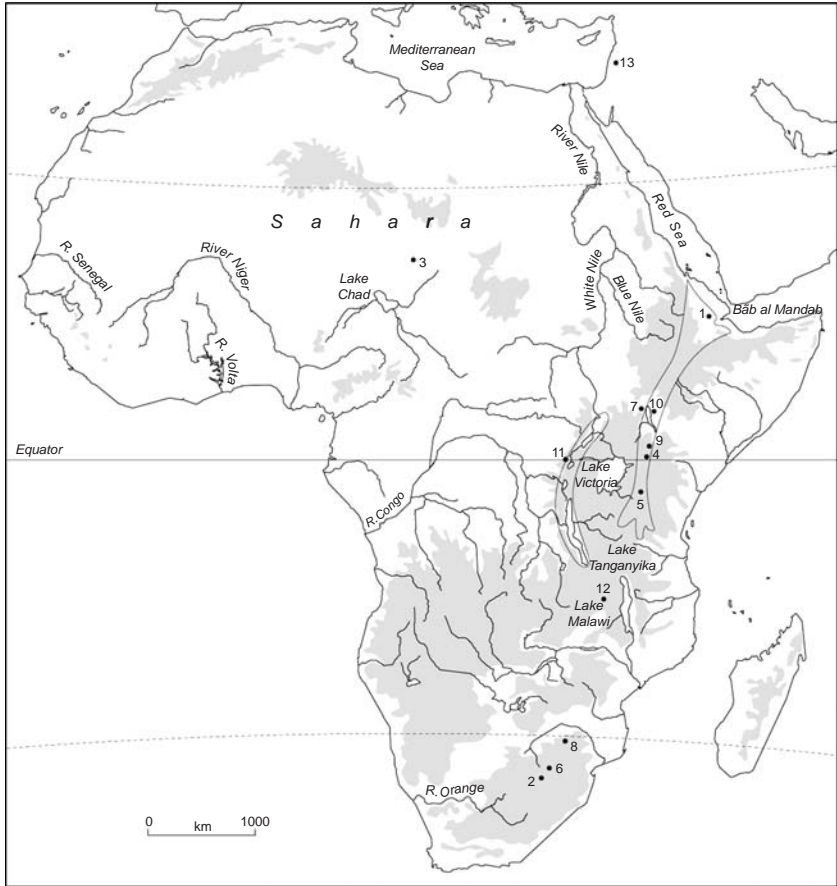 Mediterranean
Sea
13
River Nile
Red Sea
S a h a r a
R. Senegal
River Niger
3
Lake
Chad
White Nile
Blue Nile
Bāb al Mandab
1
R. Volta
7
10
Equator
9
4
11
Lake
Victoria
5
R.Congo
Lake
Tanganyika
12
Lake
Malawi
8
6
2
R. Orange
0 1000
km